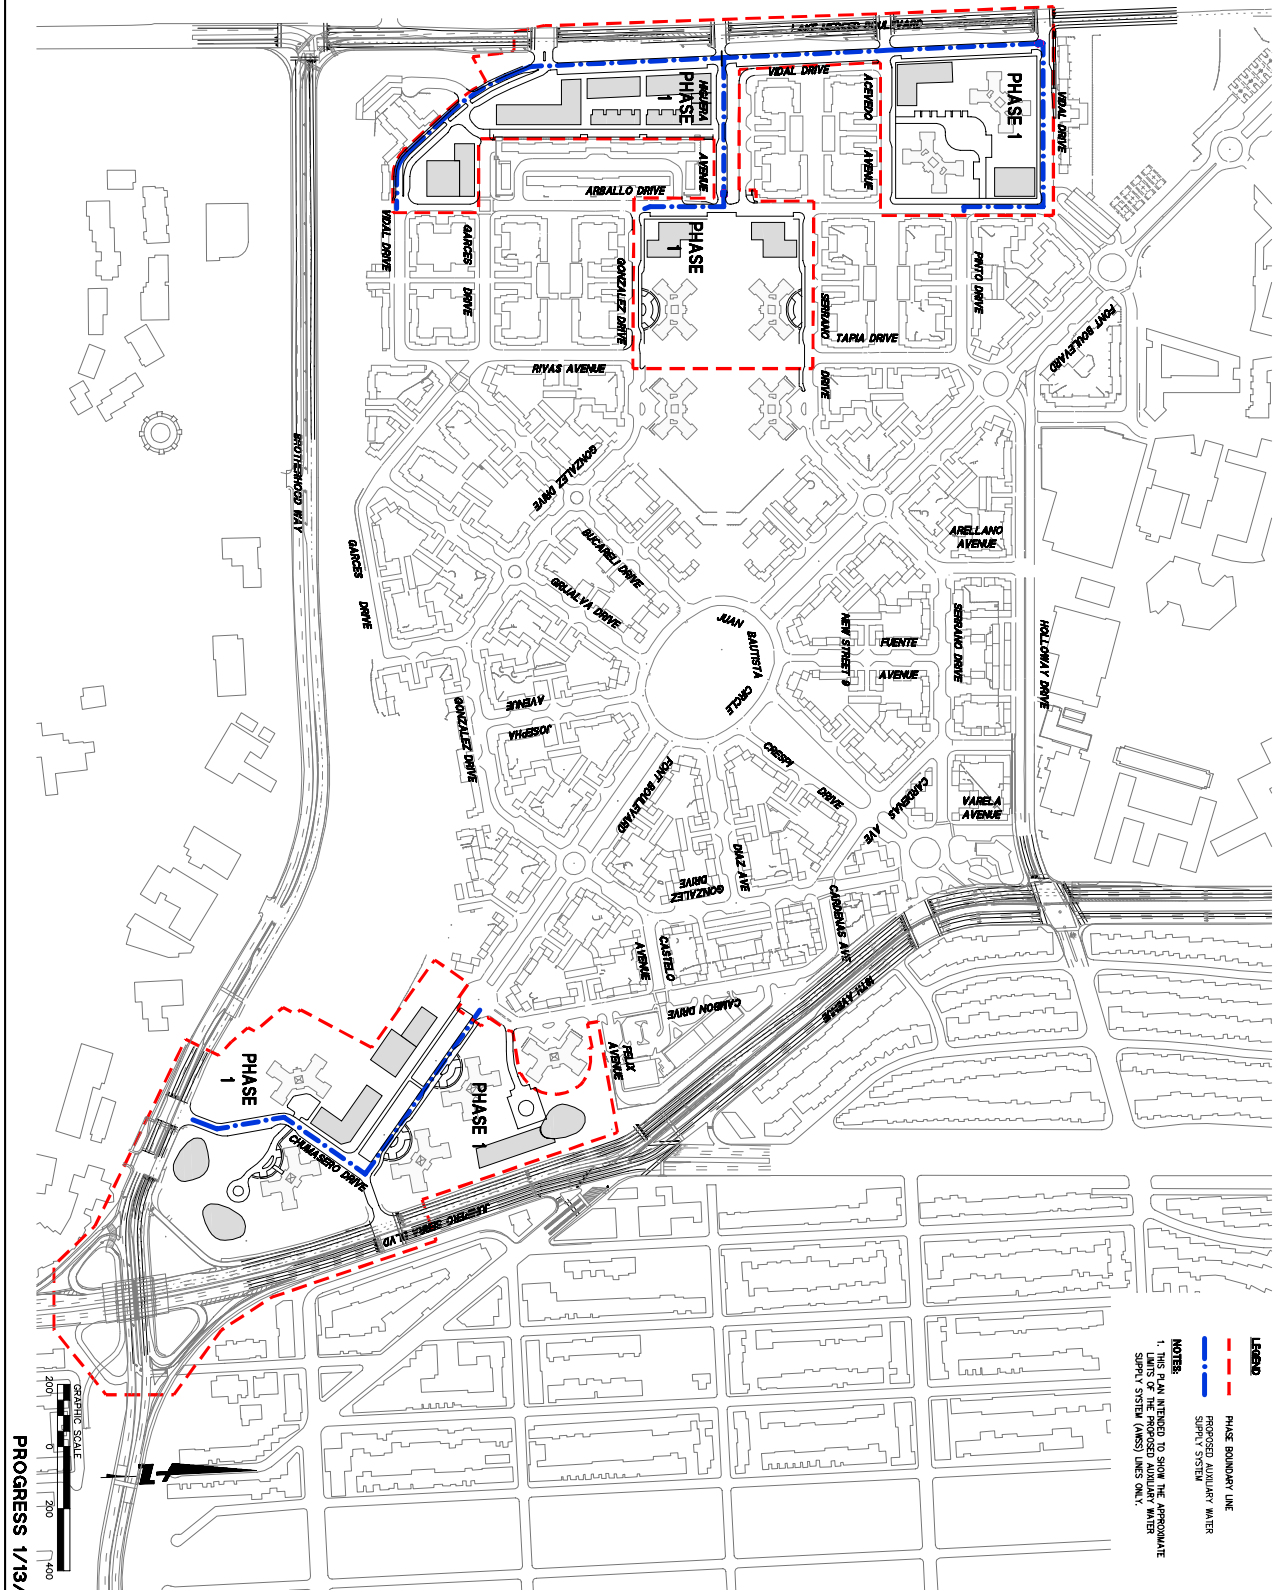 LAKE MERCED BOULEVARD
VIDAL DRIVE
ACEVEDO
AVENUE
PHASE 1
VIDAL DRIVE
HIGUERA
AVENUE
PHASE
1
ARBALLO DRIVE
VIDAL DRIVE
GARCES
DRIVE
GONZALEZ DRIVE
PHASE
1
SERRANO
DRIVE
TAPIA DRIVE
PINTO DRIVE
FONT BOULEVARD
RIVAS AVENUE
BROTHERHOOD WAY
GONZALEZ DRIVE
BUCARELI DRIVE
GRIJALVA DRIVE
GARCES
DRIVE
ARELLANO
AVENUE
JUAN
BAUTISTA
CIRCLE
NEW STREET 9
FUENTE
AVENUE
SERRANO DRIVE
HOLLOWAY DRIVE
AVENUE
JOSEPHA
GONZALEZ DRIVE
FONT BOULEVARD
CRESPI
DRIVE
CARDENAS
AVE
VARELA
AVENUE
DIAZ AVE
GONZALEZ
DRIVE
CARDENAS AVE
CASTELO
AVENUE
CAMBON DRIVE
19TH AVENUE
FELIX
AVENUE
PHASE
1
PHASE 1
CHUMASERO DRIVE
JUNIPERO SERRA BLVD
LEGEND
PHASE BOUNDARY LINE
PROPOSED AUXILIARY WATER
SUPPLY SYSTEM
NOTES:
1. THIS PLAN INTENDED TO SHOW THE APPROXIMATE
LIMITS OF THE PROPOSED AUXILIARY WATER
SUPPLY SYSTEM (AWSS) LINES ONLY.
GRAPHIC SCALE
200 0 200 400
PROGRESS 1/13/